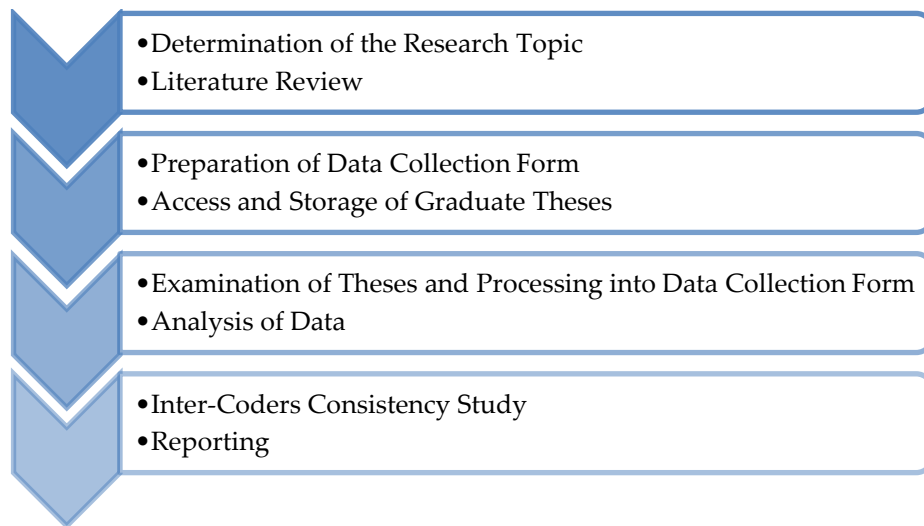 •Determination of the Research Topic
•Literature Review
•Preparation of Data Collection Form
•Access and Storage of Graduate Theses
•Examination of Theses and Processing into Data Collection Form
•Analysis of Data
•Inter-Coders Consistency Study
•Reporting